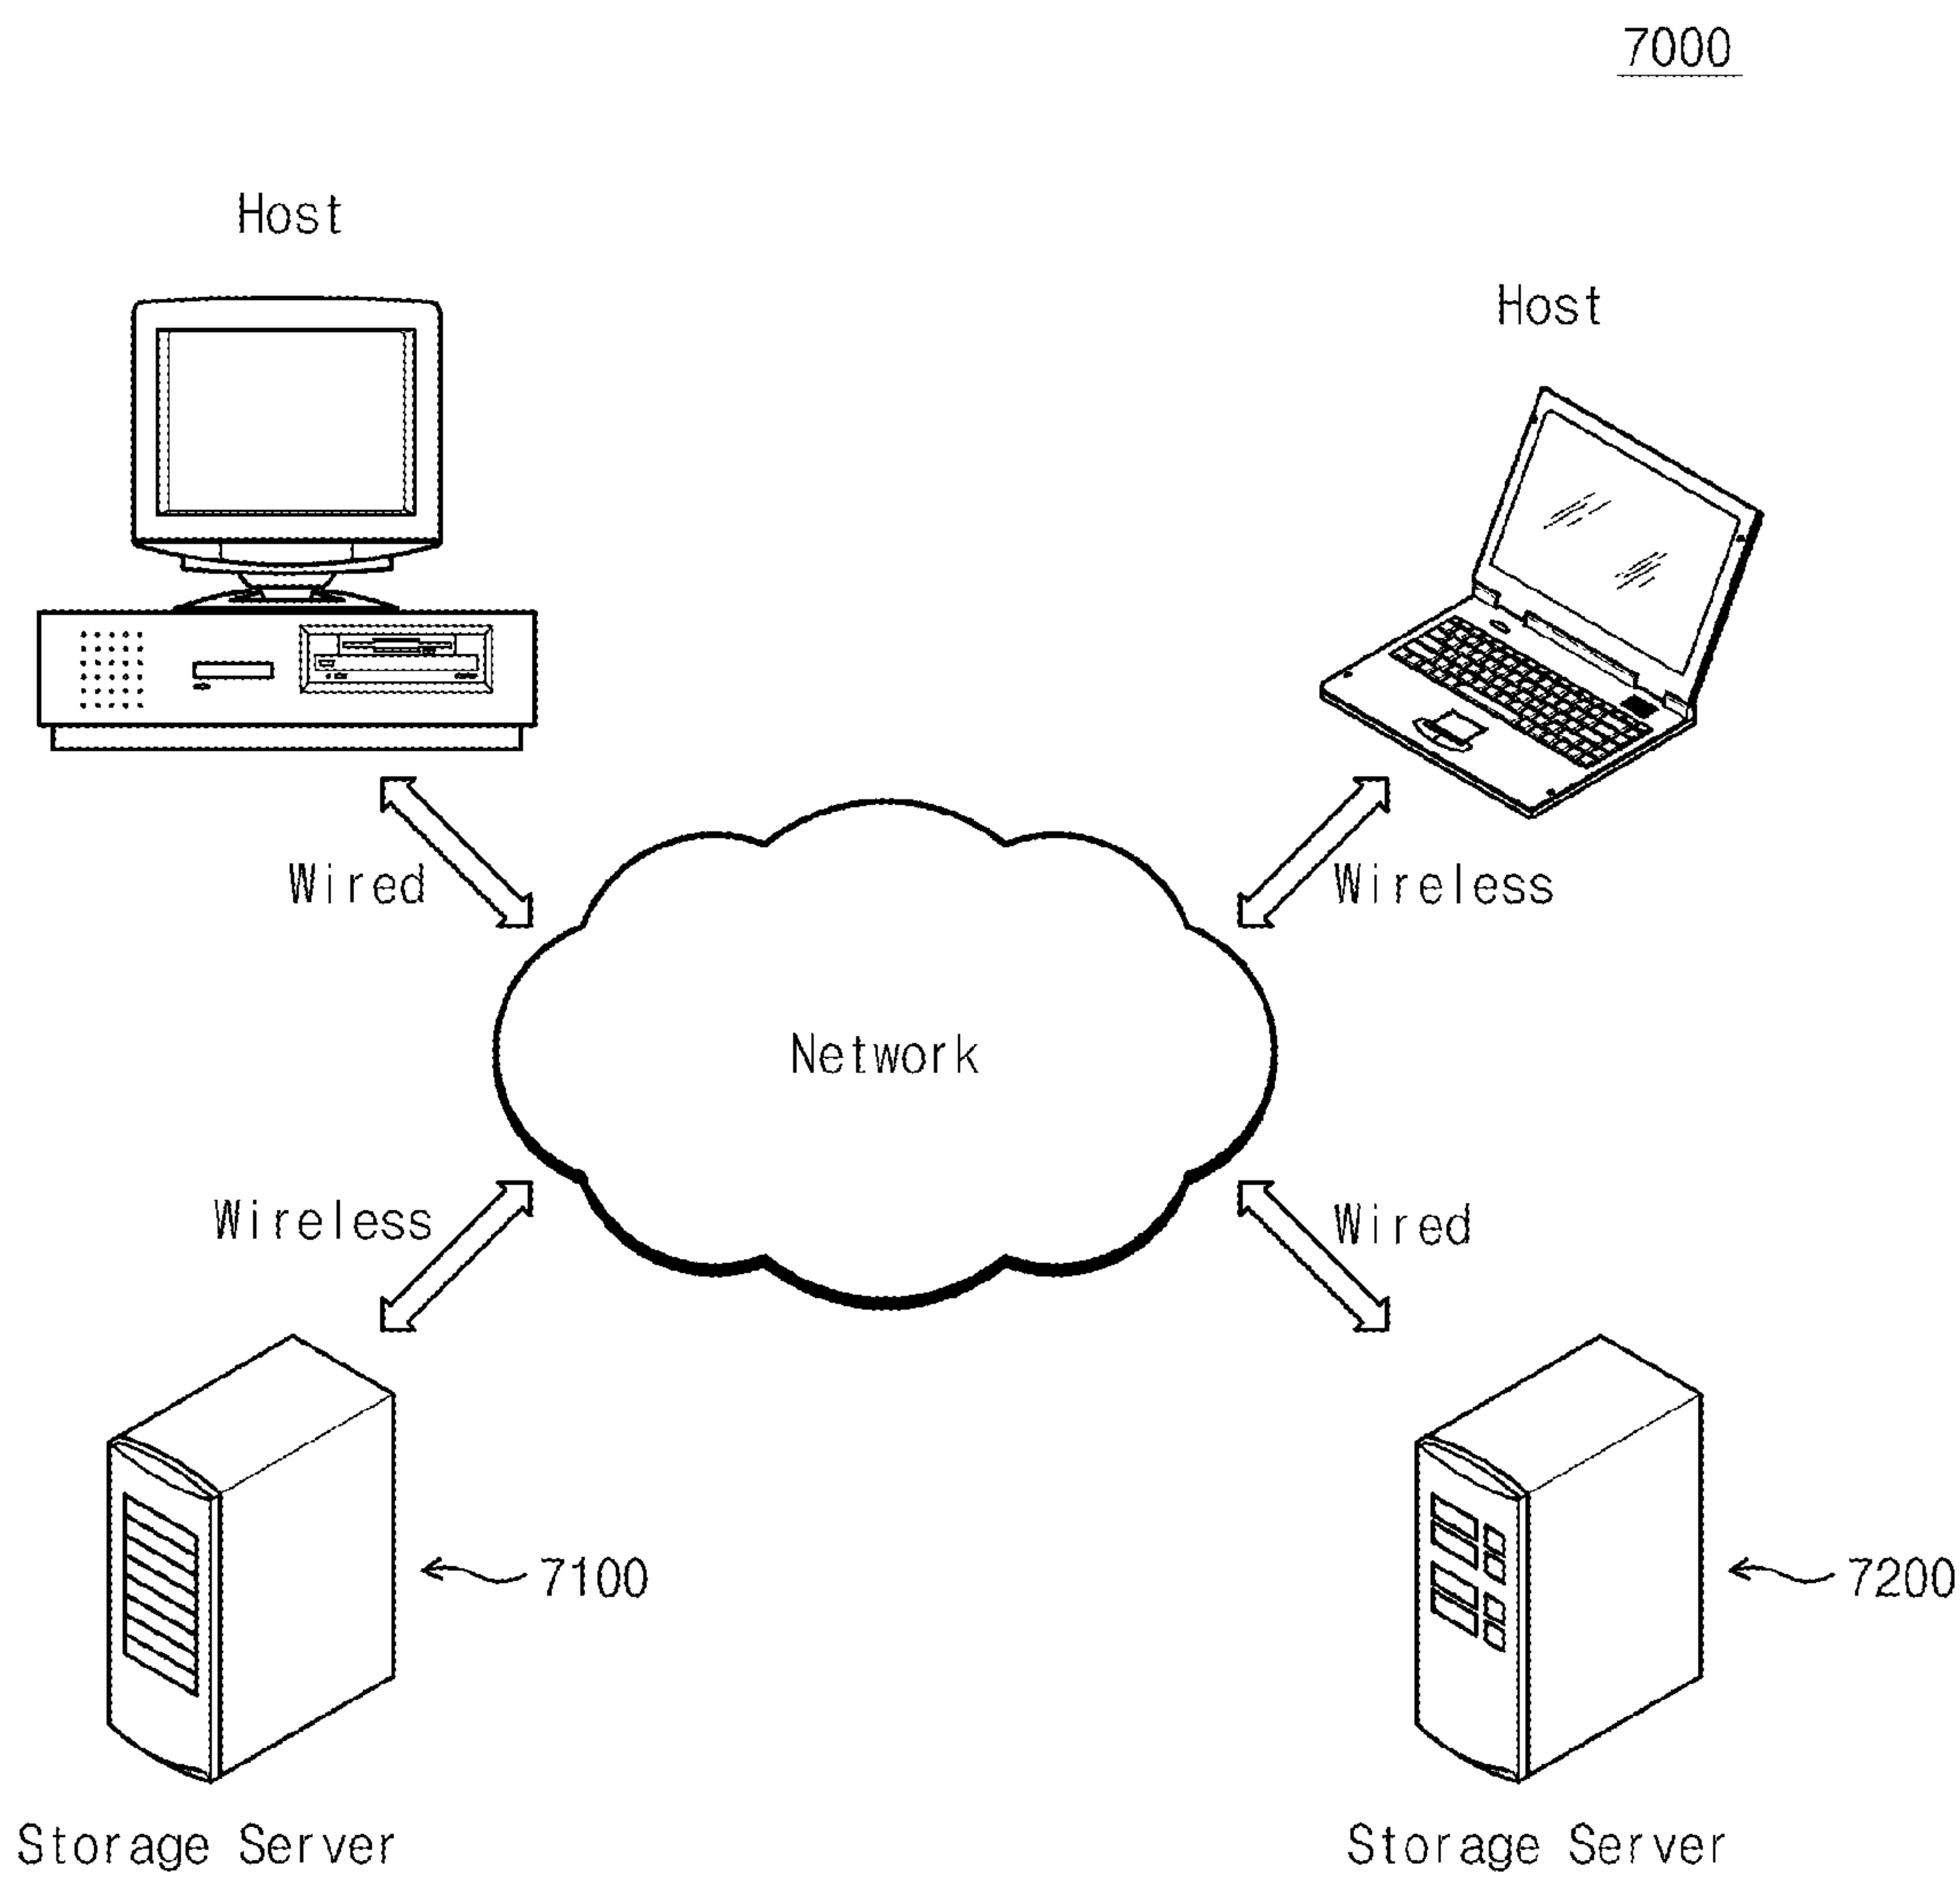 7000
Host
Host
Wired
Wireless
Network
Wireless
Wired
7100
7200
Storage Server
Storage Server